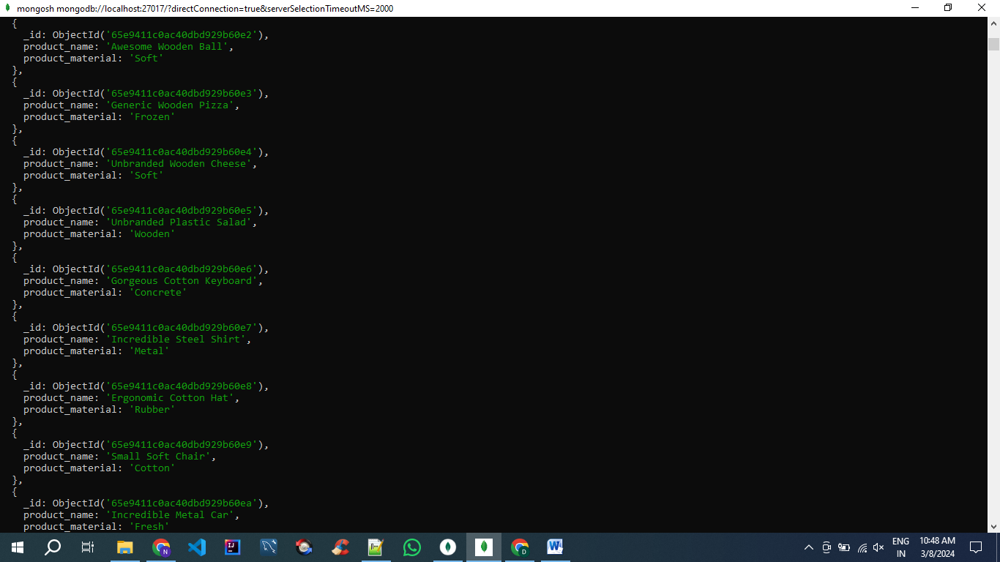 mongosh mongodb://localhost:27017/?directConnection=true&serverSelectionTimeoutMS=2000
{
_id: ObjectId('65e9411c0ac40dbd929b60e2'),
product_name: 'Awesome Wooden Ball',
product_material: 'Soft'
},
{
_id: ObjectId('65e9411c0ac40dbd929b60e3'),
product_name: 'Generic Wooden Pizza',
product_material: 'Frozen'
},
{
_id: ObjectId('65e9411c0ac40dbd929b60e4'),
product_name: 'Unbranded Wooden Cheese',
product_material: 'Soft'
},
{
_id: ObjectId('65e9411c0ac40dbd929b60e5'),
product_name: 'Unbranded Plastic Salad',
product_material: 'Wooden'
},
{
_id: ObjectId('65e9411c0ac40dbd929b60e6'),
product_name: 'Gorgeous Cotton Keyboard',
product_material: 'Concrete'
},
{
_id: ObjectId('65e9411c0ac40dbd929b60e7'),
product_name: 'Incredible Steel Shirt',
product_material: 'Metal'
},
{
_id: ObjectId('65e9411c0ac40dbd929b60e8'),
product_name: 'Ergonomic Cotton Hat',
product_material: 'Rubber'
},
{
_id: ObjectId('65e9411c0ac40dbd929b60e9'),
product_name: 'Small Soft Chair',
product_material: 'Cotton'
},
{
_id: ObjectId('65e9411c0ac40dbd929b60ea'),
product_name: 'Incredible Metal Car',
product_material: 'Fresh'
ENG 10:48 AM
IN 3/8/2024